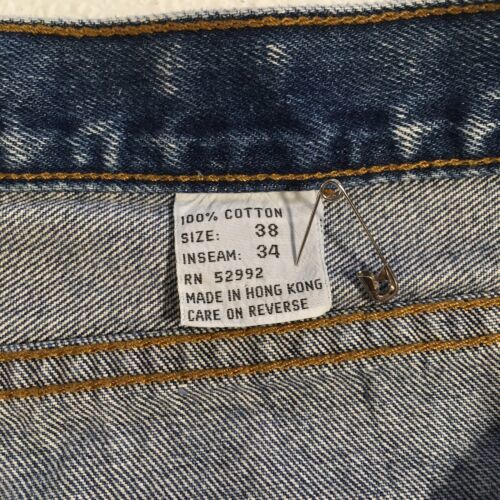 100% COTTON
SIZE: 38
INSEAM: 34
RN 52992
MADE IN HONG KONG
CARE ON REVERSE